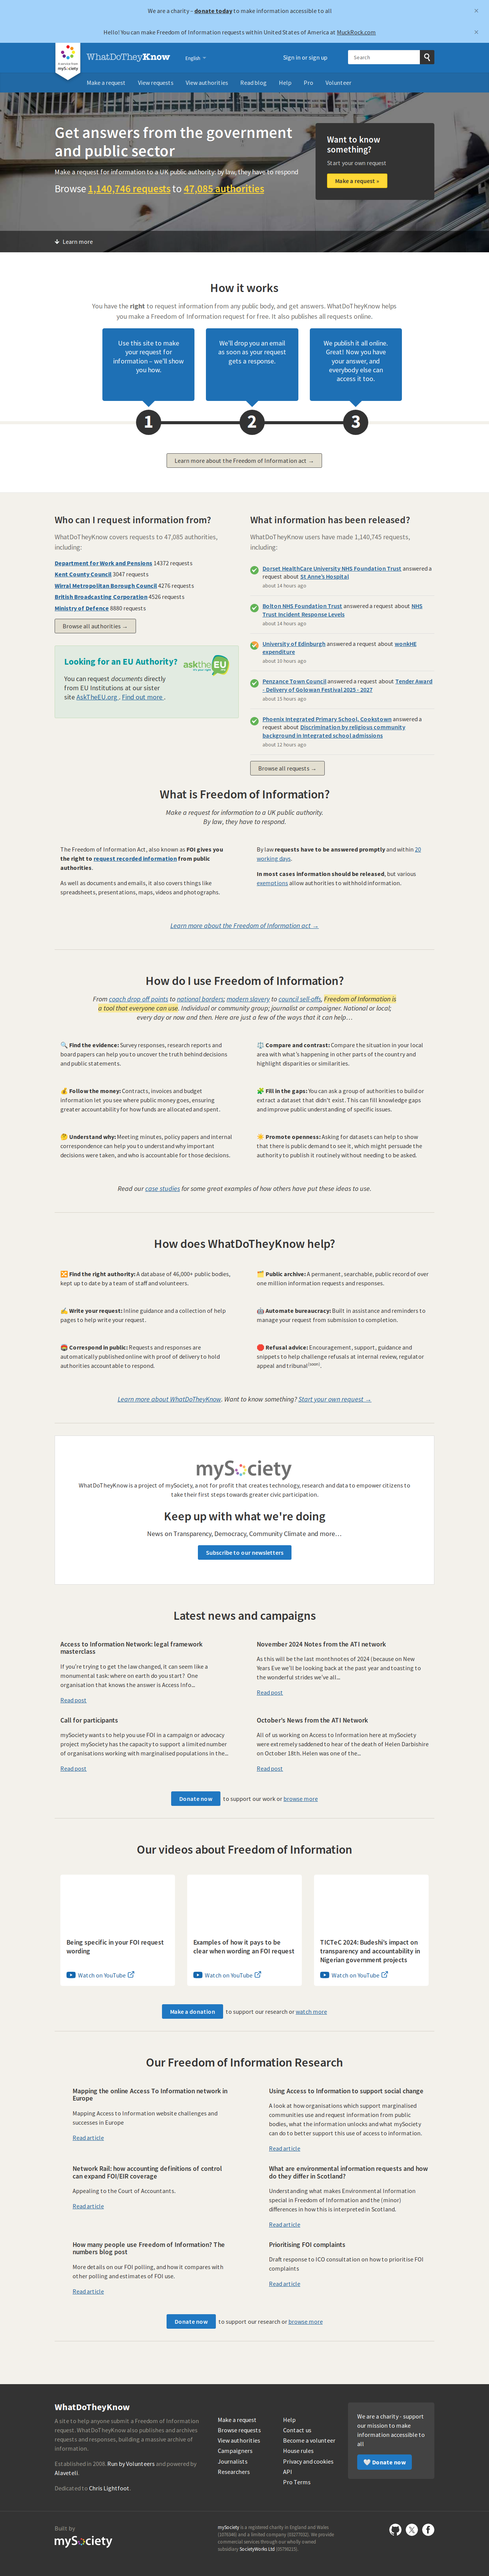 We are a charity – donate today to make information accessible to all
×
Hello! You can make Freedom of Information requests within United States of America at MuckRock.com
×
a service from
mySociety
WhatDoTheyKnow
English
Sign in or sign up
Search
Make a request
View requests
View authorities
Read blog
Help
Pro
Volunteer
Get answers from the government
and public sector
Make a request for information to a UK public authority: by law, they have to respond
Browse 1,140,746 requests to 47,085 authorities
Want to know
something?
Start your own request
Make a request »
Learn more
How it works
You have the right to request information from any public body, and get answers. WhatDoTheyKnow helps
you make a Freedom of Information request for free. It also publishes all requests online.
Use this site to make
your request for
information – we'll show
you how.
We'll drop you an email
as soon as your request
gets a response.
We publish it all online.
Great! Now you have
your answer, and
everybody else can
access it too.
1
2
3
Learn more about the Freedom of Information act →
Who can I request information from?
WhatDoTheyKnow covers requests to 47,085 authorities,
including:
Department for Work and Pensions 14372 requests
Kent County Council 3047 requests
Wirral Metropolitan Borough Council 4276 requests
British Broadcasting Corporation 4526 requests
Ministry of Defence 8880 requests
Browse all authorities →
Looking for an EU Authority?
You can request documents directly
from EU Institutions at our sister
site AskTheEU.org . Find out more .
asktheEU
What information has been released?
WhatDoTheyKnow users have made 1,140,745 requests,
including:
Dorset HealthCare University NHS Foundation Trust answered a
request about St Anne's Hospital
about 14 hours ago
Bolton NHS Foundation Trust answered a request about NHS
Trust Incident Response Levels
about 14 hours ago
University of Edinburgh answered a request about wonkHE
expenditure
about 10 hours ago
Penzance Town Council answered a request about Tender Award
- Delivery of Golowan Festival 2025 - 2027
about 15 hours ago
Phoenix Integrated Primary School, Cookstown answered a
request about Discrimination by religious community
background in Integrated school admissions
about 12 hours ago
Browse all requests →
What is Freedom of Information?
Make a request for information to a UK public authority.
By law, they have to respond.
The Freedom of Information Act, also known as FOI gives you
the right to request recorded information from public
authorities.
As well as documents and emails, it also covers things like
spreadsheets, presentations, maps, videos and photographs.
By law requests have to be answered promptly and within 20
working days.
In most cases information should be released, but various
exemptions allow authorities to withhold information.
Learn more about the Freedom of Information act →
How do I use Freedom of Information?
From coach drop off points to national borders; modern slavery to council sell-offs, Freedom of Information is
a tool that everyone can use. Individual or community group; journalist or campaigner. National or local;
every day or now and then. Here are just a few of the ways that it can help…
🔍 Find the evidence: Survey responses, research reports and
board papers can help you to uncover the truth behind decisions
and public statements.
⚖️ Compare and contrast: Compare the situation in your local
area with what's happening in other parts of the country and
highlight disparities or similarities.
💰 Follow the money: Contracts, invoices and budget
information let you see where public money goes, ensuring
greater accountability for how funds are allocated and spent.
🧩 Fill in the gaps: You can ask a group of authorities to build or
extract a dataset that didn't exist. This can fill knowledge gaps
and improve public understanding of specific issues.
🤔 Understand why: Meeting minutes, policy papers and internal
correspondence can help you to understand why important
decisions were taken, and who is accountable for those decisions.
☀️ Promote openness: Asking for datasets can help to show
that there is public demand to see it, which might persuade the
authority to publish it routinely without needing to be asked.
Read our case studies for some great examples of how others have put these ideas to use.
How does WhatDoTheyKnow help?
🔀 Find the right authority: A database of 46,000+ public bodies,
kept up to date by a team of staff and volunteers.
🗂️ Public archive: A permanent, searchable, public record of over
one million information requests and responses.
✍️ Write your request: Inline guidance and a collection of help
pages to help write your request.
🤖 Automate bureaucracy: Built in assistance and reminders to
manage your request from submission to completion.
Correspond in public: Requests and responses are
automatically published online with proof of delivery to hold
authorities accountable to respond.
🛑 Refusal advice: Encouragement, support, guidance and
snippets to help challenge refusals at internal review, regulator
appeal and tribunal(soon).
Learn more about WhatDoTheyKnow. Want to know something? Start your own request →
mySociety
WhatDoTheyKnow is a project of mySociety, a not for profit that creates technology, research and data to empower citizens to
take their first steps towards greater civic participation.
Keep up with what we're doing
News on Transparency, Democracy, Community Climate and more…
Subscribe to our newsletters
Latest news and campaigns
Access to Information Network: legal framework
masterclass
If you're trying to get the law changed, it can seem like a
monumental task: where on earth do you start? One
organisation that knows the answer is Access Info...
Read post
November 2024 Notes from the ATI network
As this will be the last monthnotes of 2024 (because on New
Years Eve we'll be looking back at the past year and toasting to
the wonderful strides we've all...
Read post
Call for participants
mySociety wants to help you use FOI in a campaign or advocacy
project mySociety has the capacity to support a limited number
of organisations working with marginalised populations in the...
Read post
October's News from the ATI Network
All of us working on Access to Information here at mySociety
were extremely saddened to hear of the death of Helen Darbishire
on October 18th. Helen was one of the...
Read post
Donate now to support our work or browse more
Our videos about Freedom of Information
Being specific in your FOI request
wording
Watch on YouTube
Examples of how it pays to be
clear when wording an FOI request
Watch on YouTube
TICTeC 2024: Budeshi's impact on
transparency and accountability in
Nigerian government projects
Watch on YouTube
Make a donation to support our research or watch more
Our Freedom of Information Research
Mapping the online Access To Information network in
Europe
Mapping Access to Information website challenges and
successes in Europe
Read article
Using Access to Information to support social change
A look at how organisations which support marginalised
communities use and request information from public
bodies, what the information unlocks and what mySociety
can do to better support this use of access to information.
Read article
Network Rail: how accounting definitions of control
can expand FOI/EIR coverage
Appealing to the Court of Accountants.
Read article
What are environmental information requests and how
do they differ in Scotland?
Understanding what makes Environmental Information
special in Freedom of Information and the (minor)
differences in how this is interpreted in Scotland.
Read article
How many people use Freedom of Information? The
numbers blog post
More details on our FOI polling, and how it compares with
other polling and estimates of FOI use.
Read article
Prioritising FOI complaints
Draft response to ICO consultation on how to prioritise FOI
complaints
Read article
Donate now to support our research or browse more
WhatDoTheyKnow
A site to help anyone submit a Freedom of Information
request. WhatDoTheyKnow also publishes and archives
requests and responses, building a massive archive of
information.
Established in 2008. Run by Volunteers and powered by
Alaveteli.
Dedicated to Chris Lightfoot.
Make a request
Browse requests
View authorities
Campaigners
Journalists
Researchers
Help
Contact us
Become a volunteer
House rules
Privacy and cookies
API
Pro Terms
We are a charity - support
our mission to make
information accessible to
all
🤍 Donate now
Built by
mySociety
mySociety is a registered charity in England and Wales
(1076346) and a limited company (03277032). We provide
commercial services through our wholly owned
subsidiary SocietyWorks Ltd (05798215).